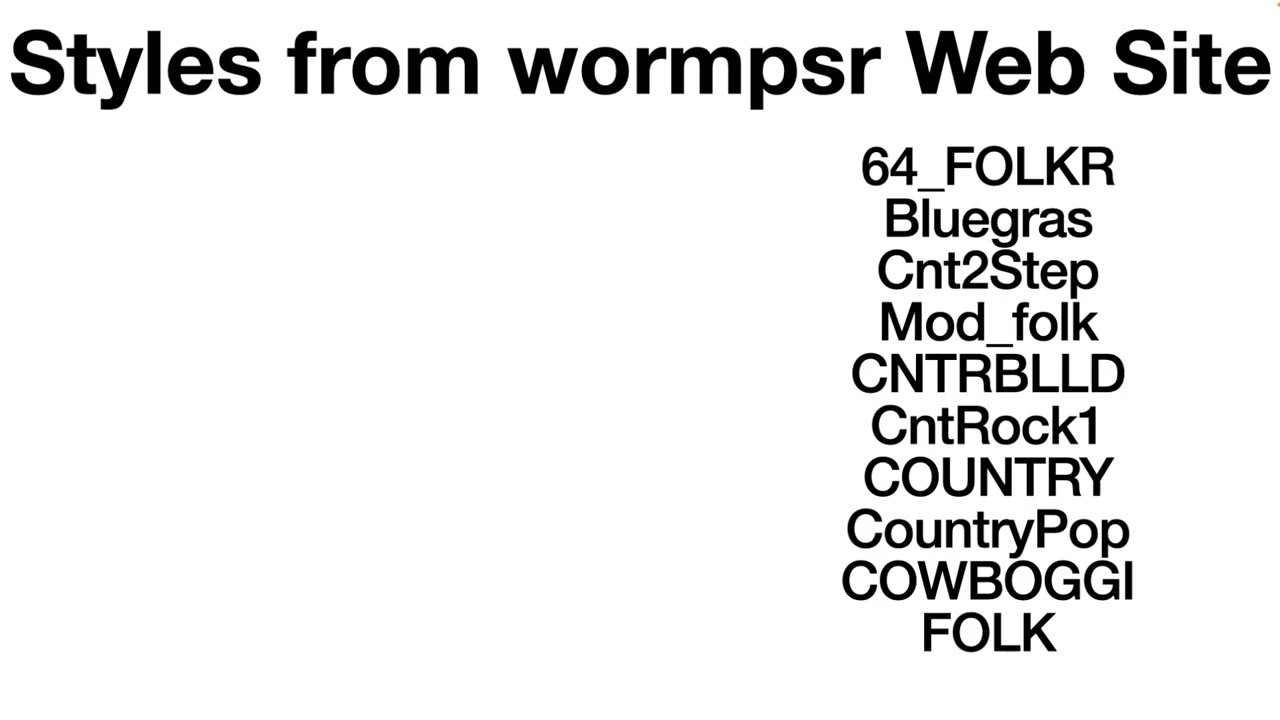 Styles from wormpsr Web Site
64_FOLKR
Bluegras
Cnt2Step
Mod_folk
CNTRBLLD
CntRock1
COUNTRY
CountryPop
COWBOGGI
FOLK